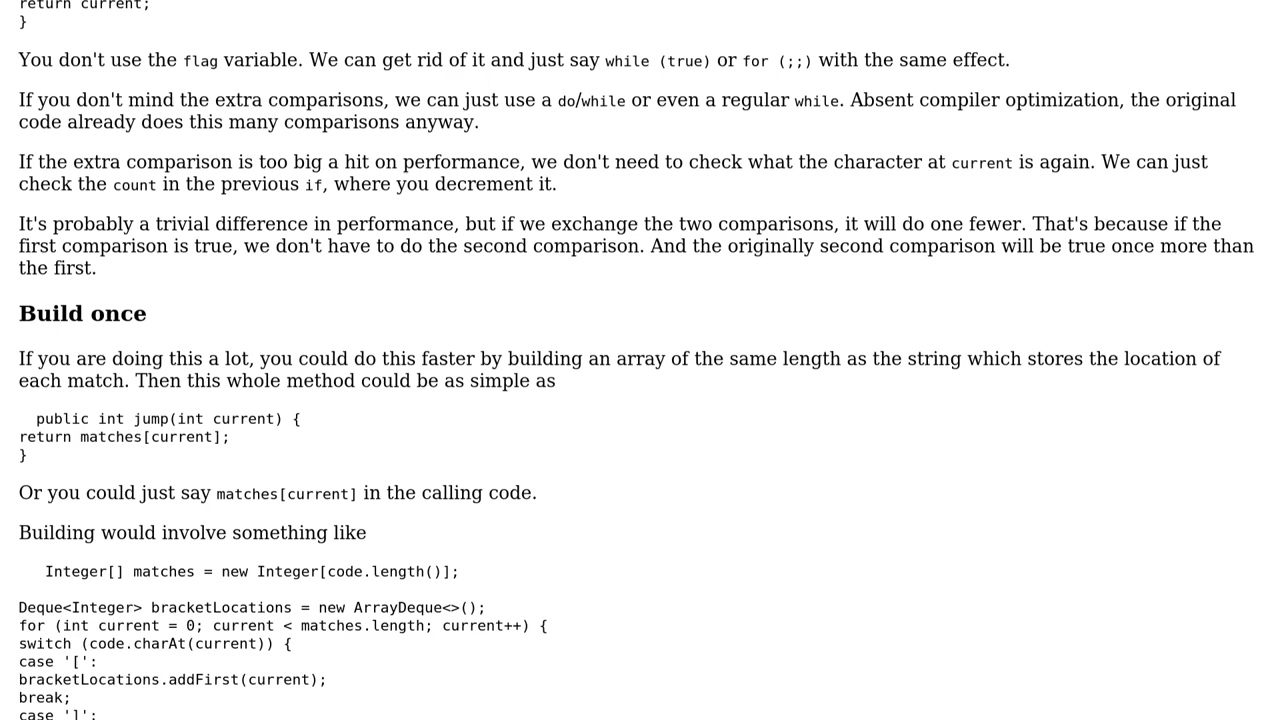 return current;
}
You don't use the flag variable. We can get rid of it and just say while (true) or for (;;) with the same effect.
If you don't mind the extra comparisons, we can just use a do/while or even a regular while. Absent compiler optimization, the original
code already does this many comparisons anyway.
If the extra comparison is too big a hit on performance, we don't need to check what the character at current is again. We can just
check the count in the previous if, where you decrement it.
It's probably a trivial difference in performance, but if we exchange the two comparisons, it will do one fewer. That's because if the
first comparison is true, we don't have to do the second comparison. And the originally second comparison will be true once more than
the first.
Build once
If you are doing this a lot, you could do this faster by building an array of the same length as the string which stores the location of
each match. Then this whole method could be as simple as
public int jump(int current) {
return matches[current];
}
Or you could just say matches[current] in the calling code.
Building would involve something like
Integer[] matches = new Integer[code.length()];
Deque<Integer> bracketLocations = new ArrayDeque<>();
for (int current = 0; current < matches.length; current++) {
switch (code.charAt(current)) {
case '[':
bracketLocations.addFirst(current);
break;
case ']':